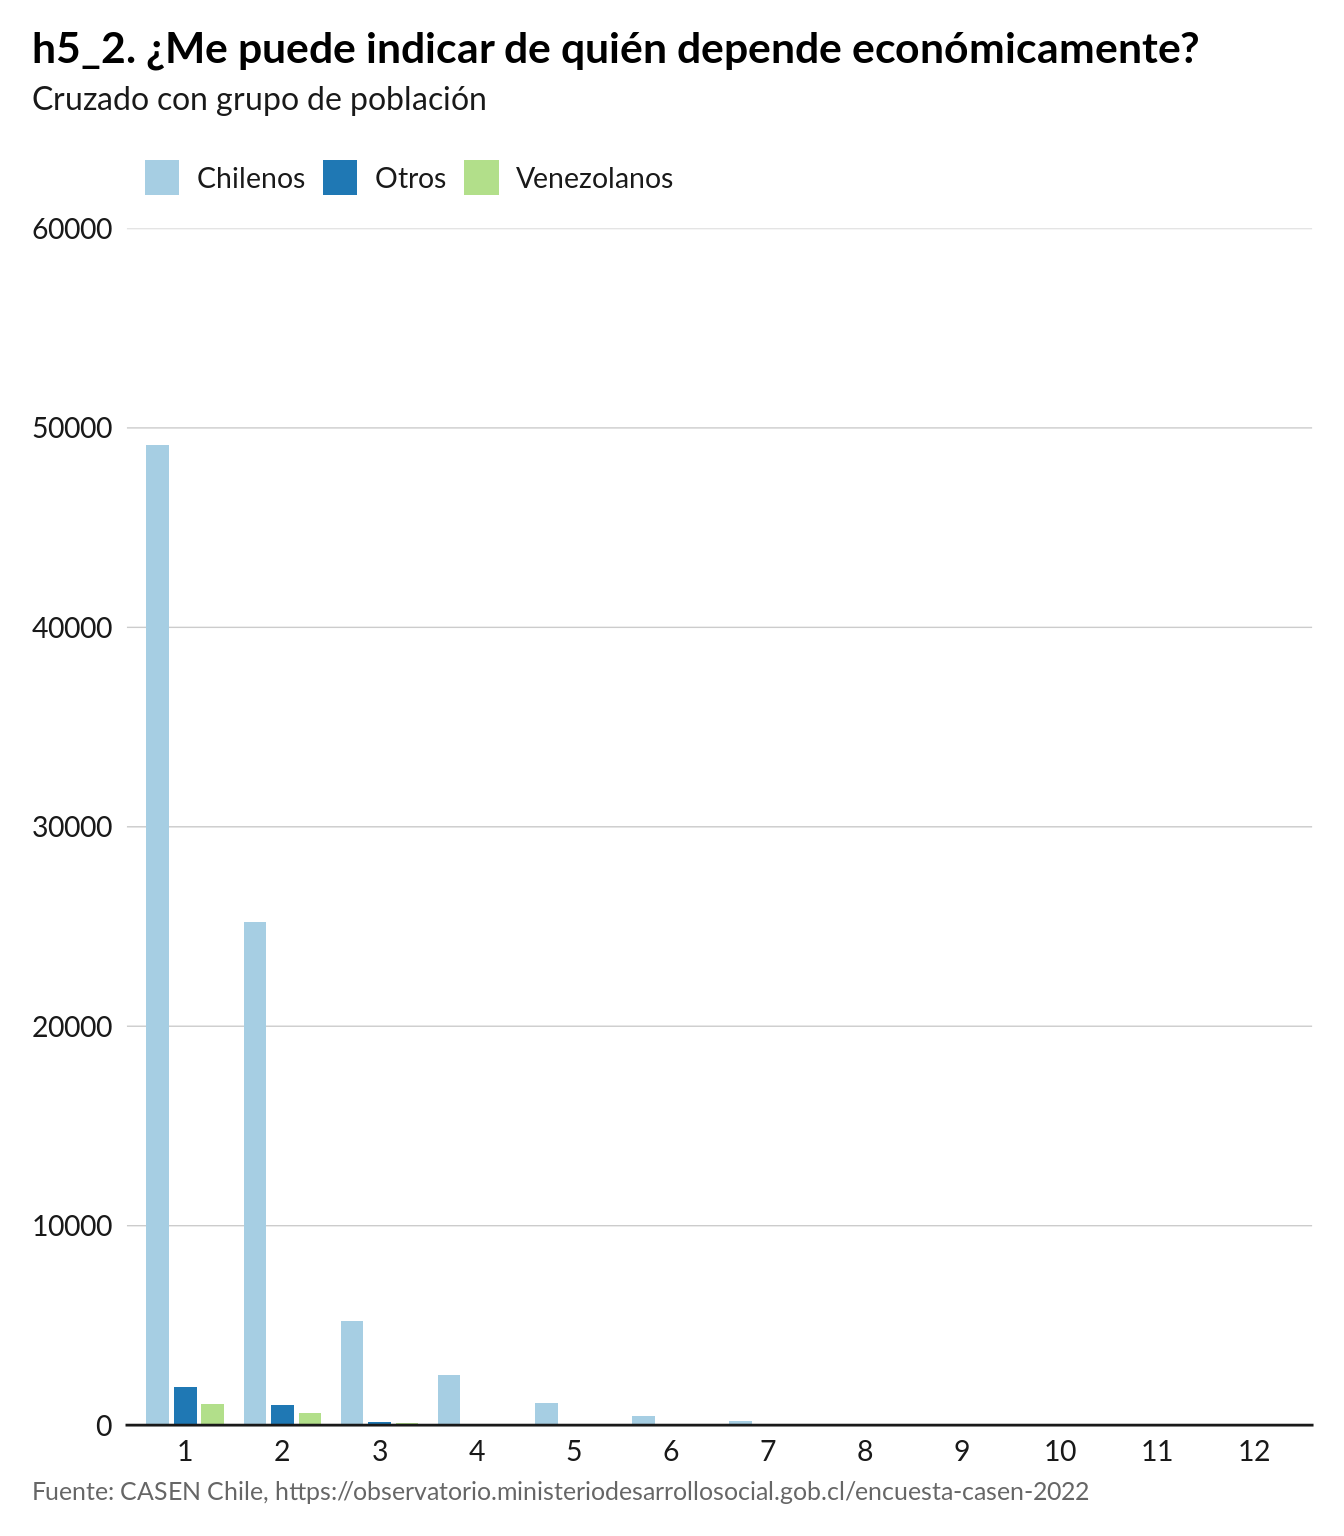 h5_2. ¿Me puede indicar de quién depende económicamente?
Cruzado con grupo de población
Chilenos Otros Venezolanos
60000
50000
40000
30000
20000
10000
0
1 2 3 4 5 6 7 8 9 10 11 12
Fuente: CASEN Chile, https://observatorio.ministeriodesarrollosocial.gob.cl/encuesta-casen-2022